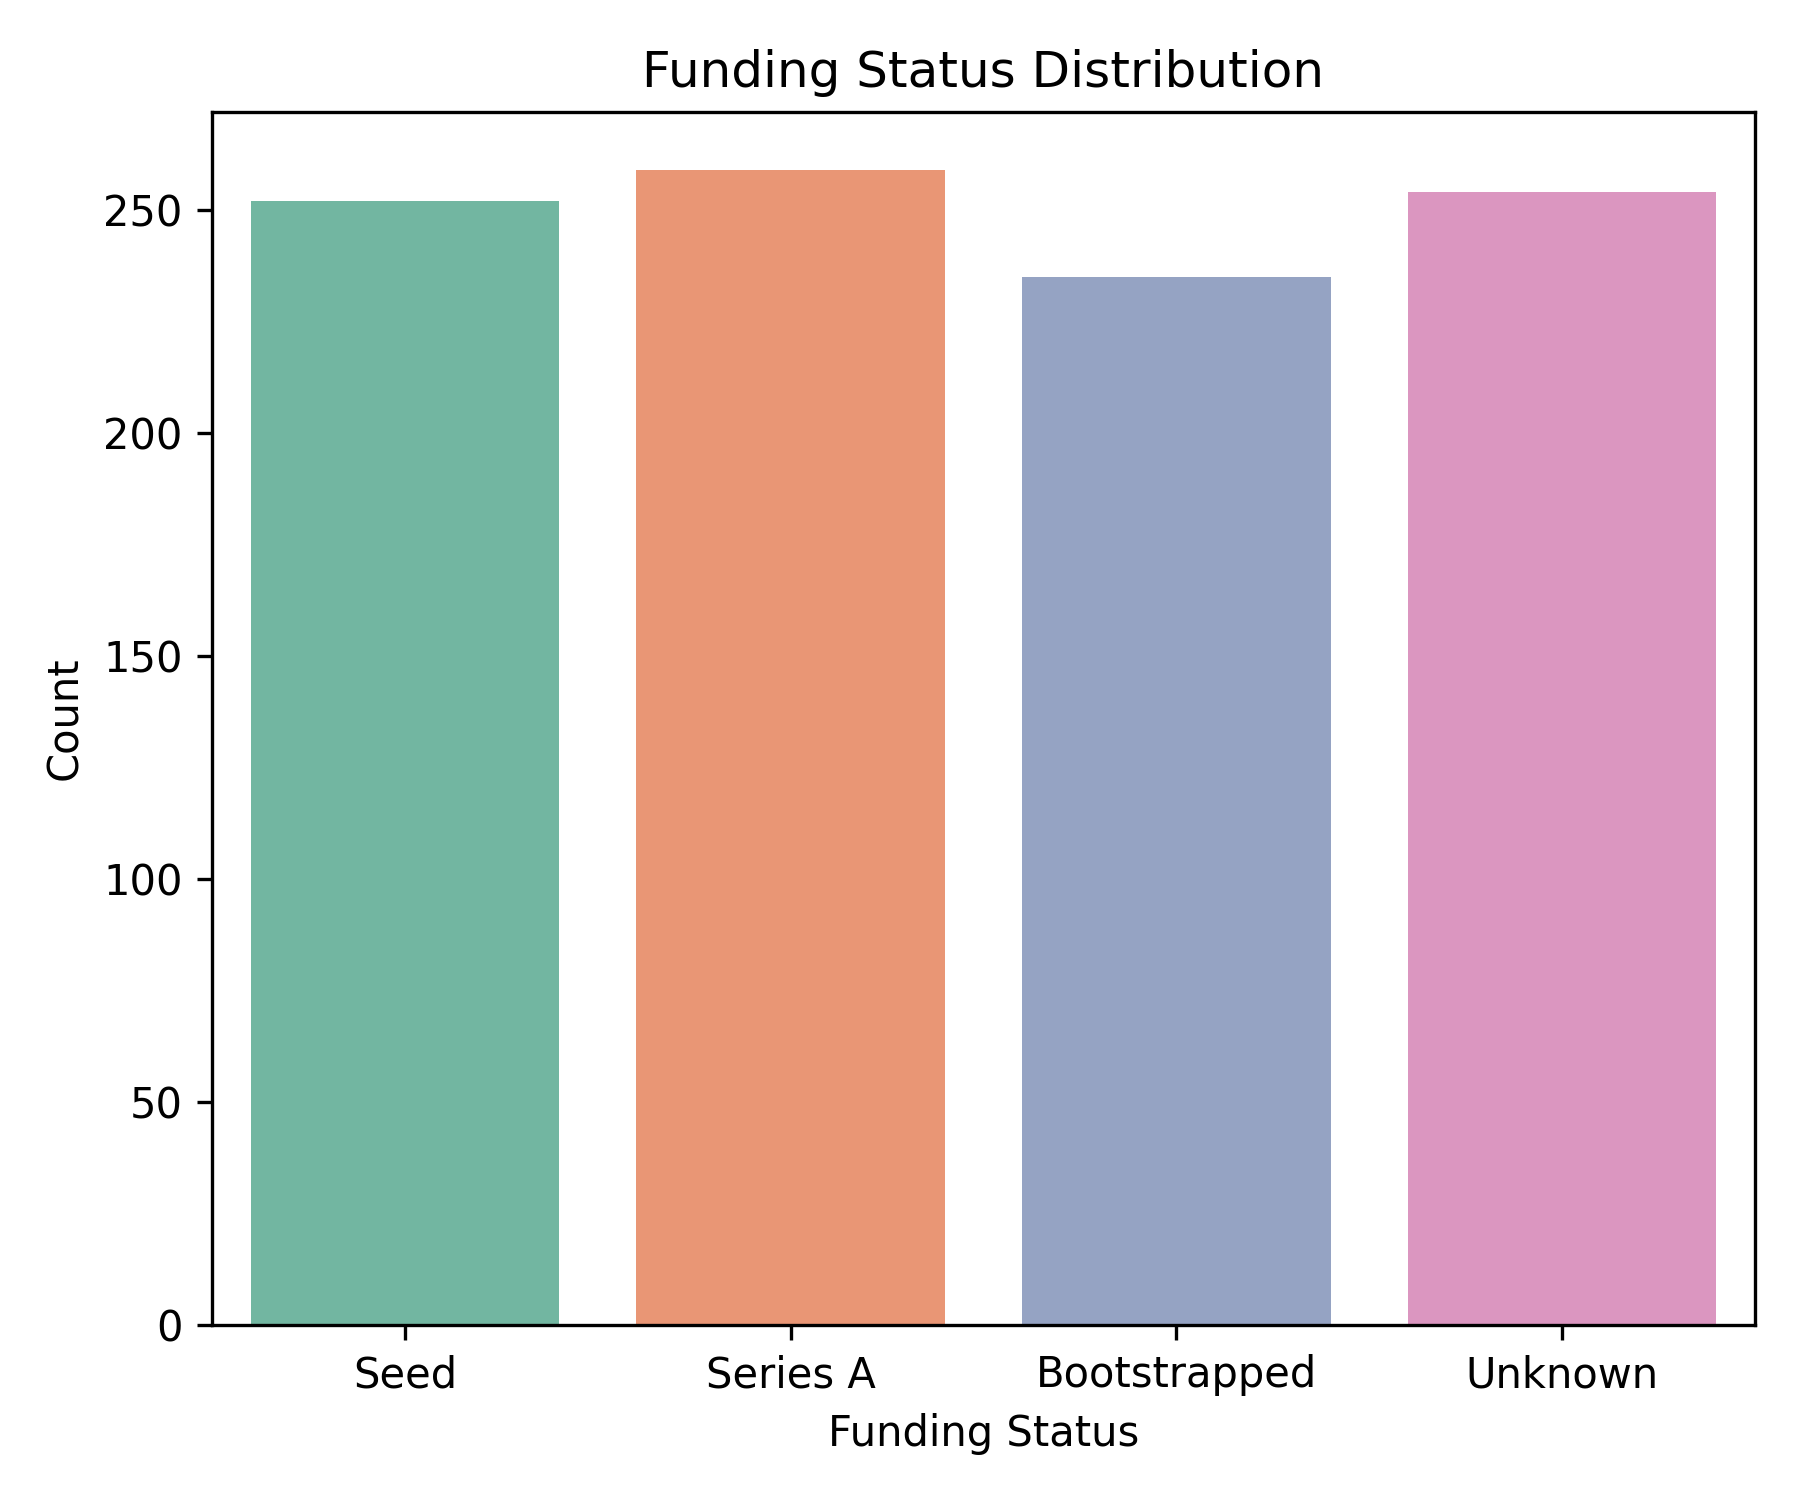 Funding Status Distribution
250
200
150
100
50
0
Count
Seed
Series A
Bootstrapped
Unknown
Funding Status